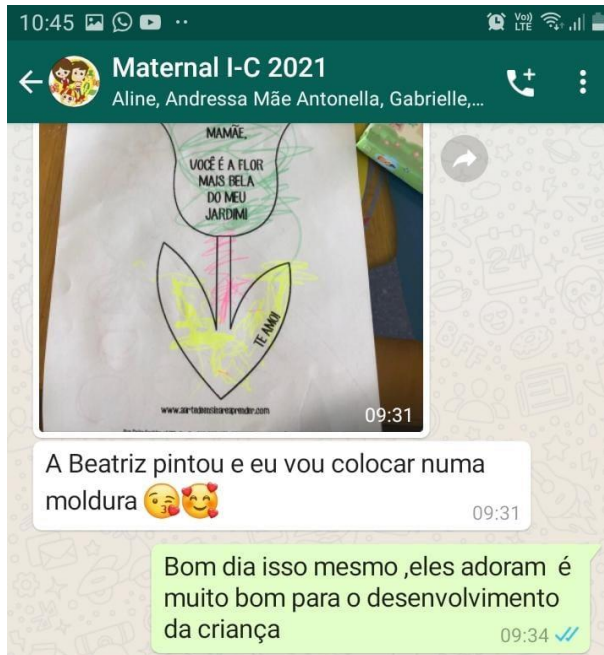 10:45
Vo)) LTE
Maternal I-C 2021
Aline, Andressa Mãe Antonella, Gabrielle,...
MAMÃE,
VOCÊ É A FLOR
MAIS BELA
DO MEU
JARDIM!
TE AMO!
09:31
A Beatriz pintou e eu vou colocar numa
moldura 😘🥰
09:31
Bom dia isso mesmo ,eles adoram é
muito bom para o desenvolvimento
da criança
09:34